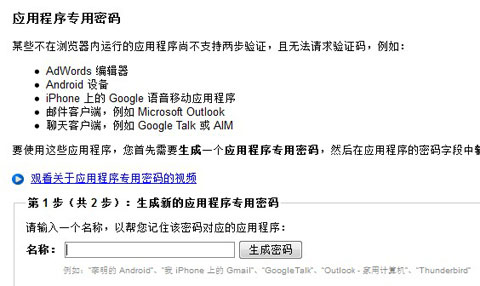 应用程序专用密码
某些不在浏览器内运行的应用程序尚不支持两步验证，且无法请求验证码，例如：
• AdWords 编辑器
• Android 设备
• iPhone 上的 Google 语音移动应用程序
• 邮件客户端，例如 Microsoft Outlook
• 聊天客户端，例如 Google Talk 或 AIM
要使用这些应用程序，您首先需要生成一个应用程序专用密码，然后在应用程序的密码字段中
观看关于应用程序专用密码的视频
第 1 步（共 2 步）：生成新的应用程序专用密码
请输入一个名称，以帮您记住该密码对应的应用程序：
名称： 生成密码
例如：“李明的 Android”、“我 iPhone 上的 Gmail”、“GoogleTalk”、“Outlook - 家用计算机”、“Thunderbird”